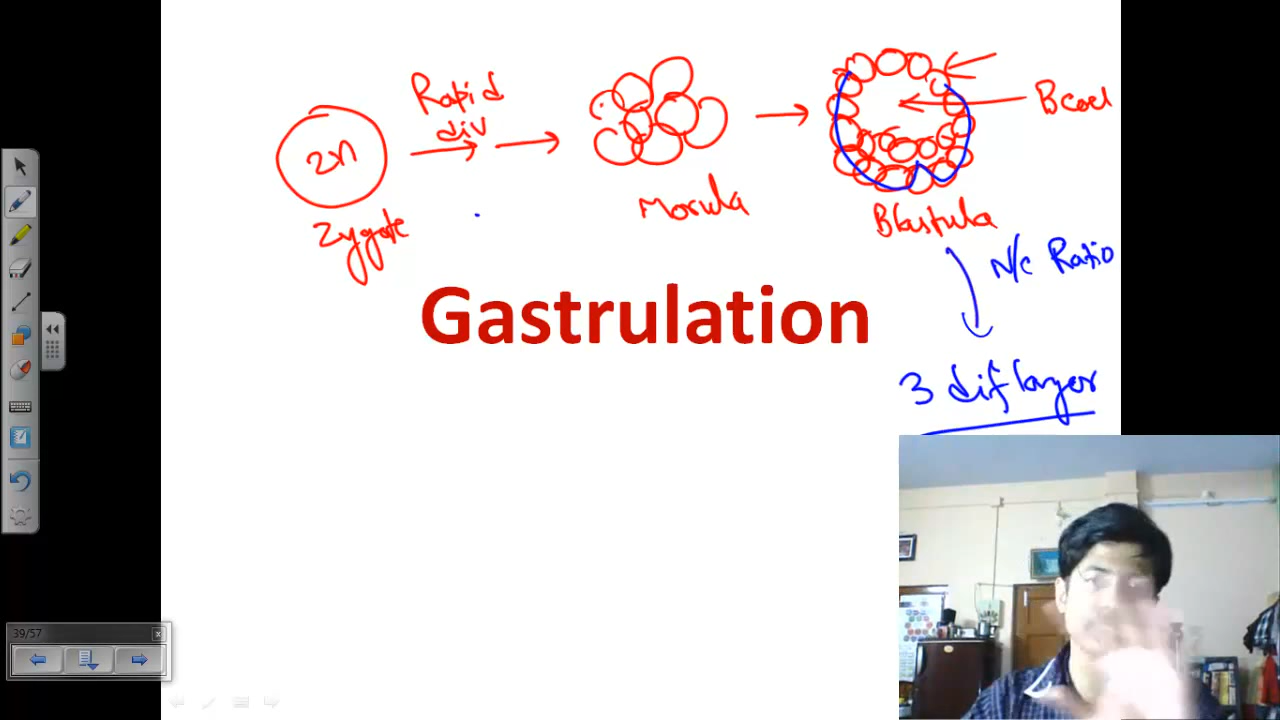 2n
Zygote
Rapid
div
Morula
Bcoel
Blastula
N/c Ratio
Gastrulation
3 dif layer
39/57